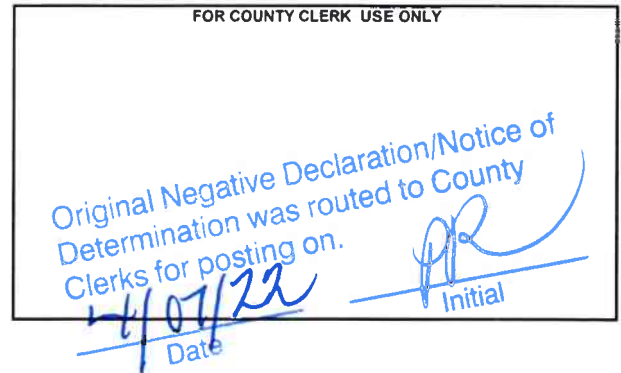 FOR COUNTY CLERK USE ONLY
Original Negative Declaration/Notice of
Determination was routed to County
Clerks for posting on.
4/07/22 PR
Date Initial